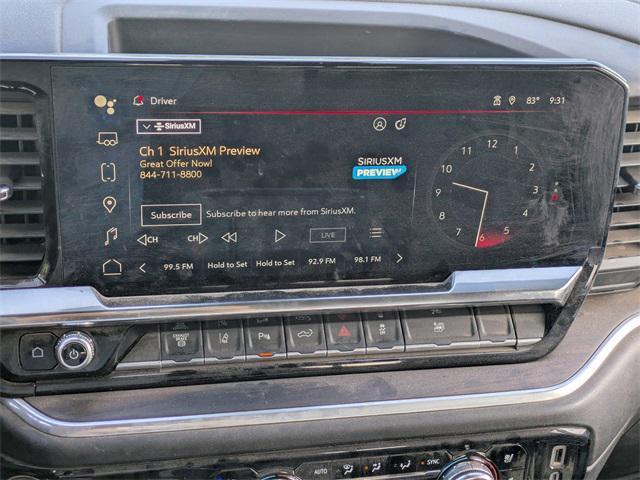 Driver 83° 9:31
SiriusXM
Ch 1 SiriusXM Preview
Great Offer Now!
844-711-8800
SIRIUSXM
PREVIEW
Subscribe Subscribe to hear more from SiriusXM.
CH CH LIVE
99.5 FM Hold to Set Hold to Set 92.9 FM 98.1 FM
12
1
2
3
4
5
6
7
8
9
10
11
EXHAUST
BRAKE
AUTO SYNC